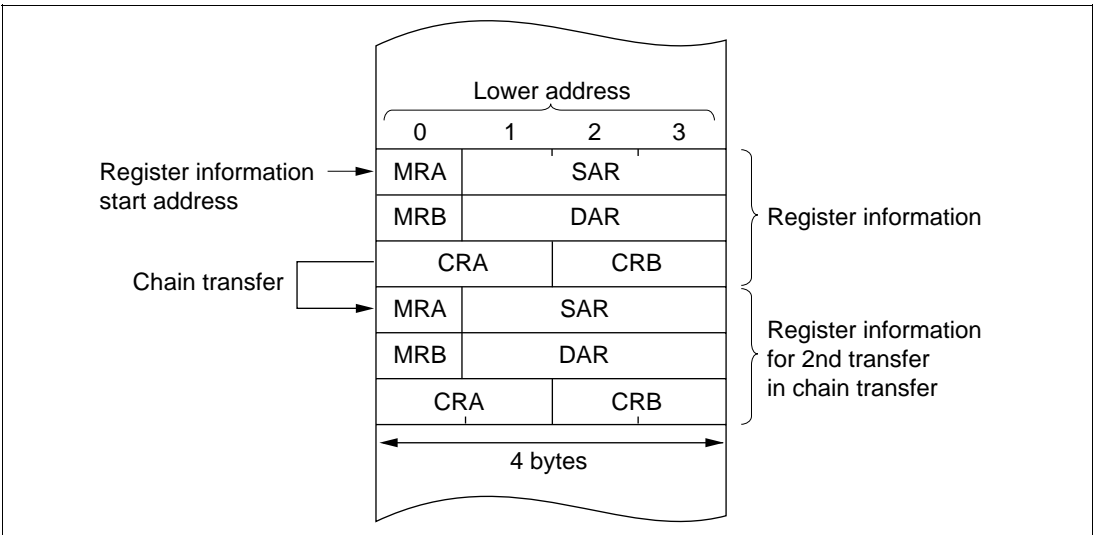 Lower address
0 1 2 3
Register information
start address
MRA SAR
MRB DAR
Register information
CRA CRB
Chain transfer
MRA SAR
MRB DAR
Register information
for 2nd transfer
in chain transfer
CRA CRB
4 bytes